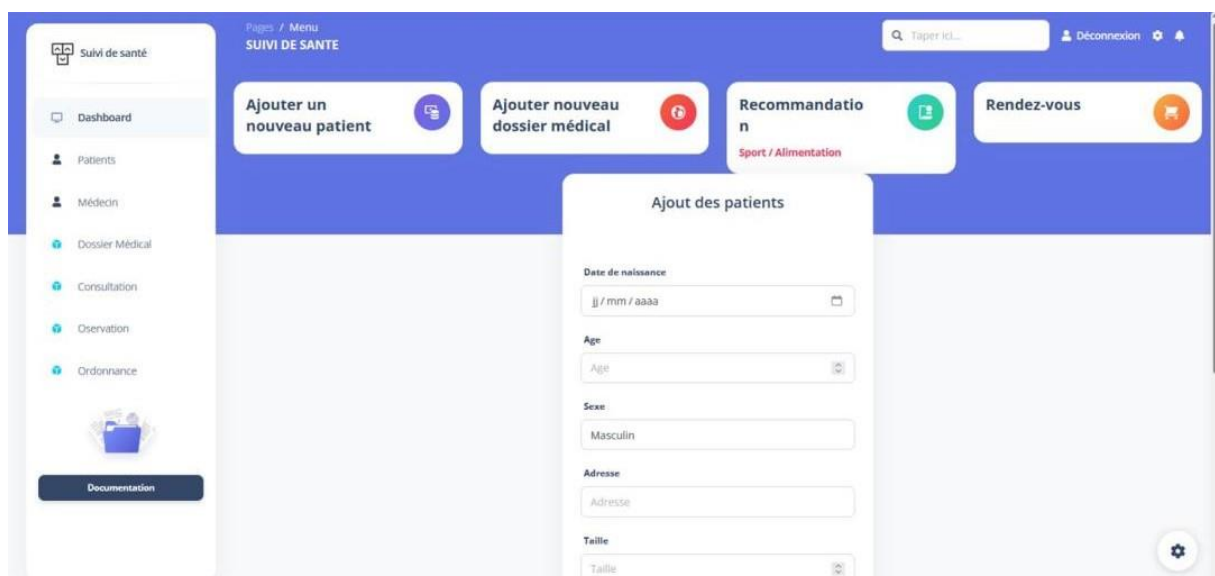 Suivi de santé
Dashboard
Patients
Médecin
Dossier Médical
Consultation
Oservation
Ordonnance
Documentation
Pages / Menu
SUIVI DE SANTE
Taper ici...
Déconnexion
Ajouter un
nouveau patient
Ajouter nouveau
dossier médical
Recommandatio
n
Sport / Alimentation
Rendez-vous
Ajout des patients
Date de naissance
jj / mm / aaaa
Age
Age
Sexe
Masculin
Adresse
Adresse
Taille
Taille